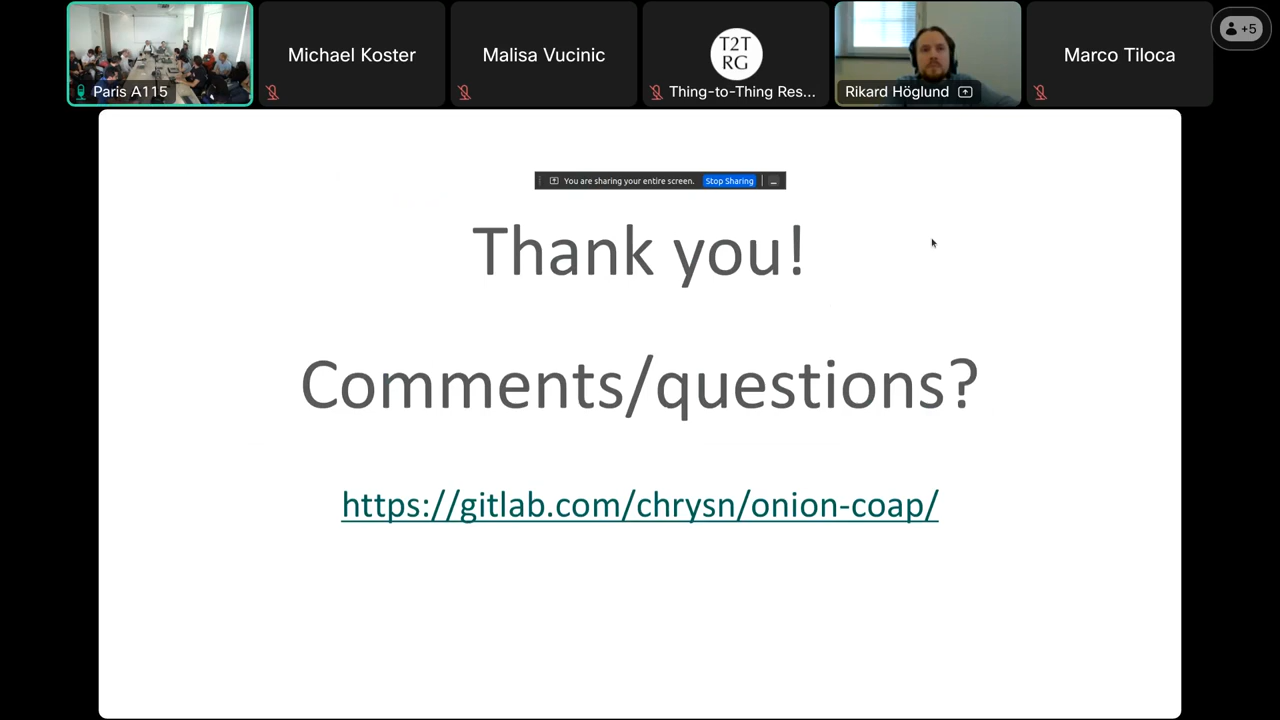 T2T
RG
+5
Michael Koster
Malisa Vucinic
Marco Tiloca
Paris A115
Thing-to-Thing Res...
Rikard Höglund
You are sharing your entire screen.
Stop Sharing
Thank you!
Comments/questions?
https://gitlab.com/chrysn/onion-coap/